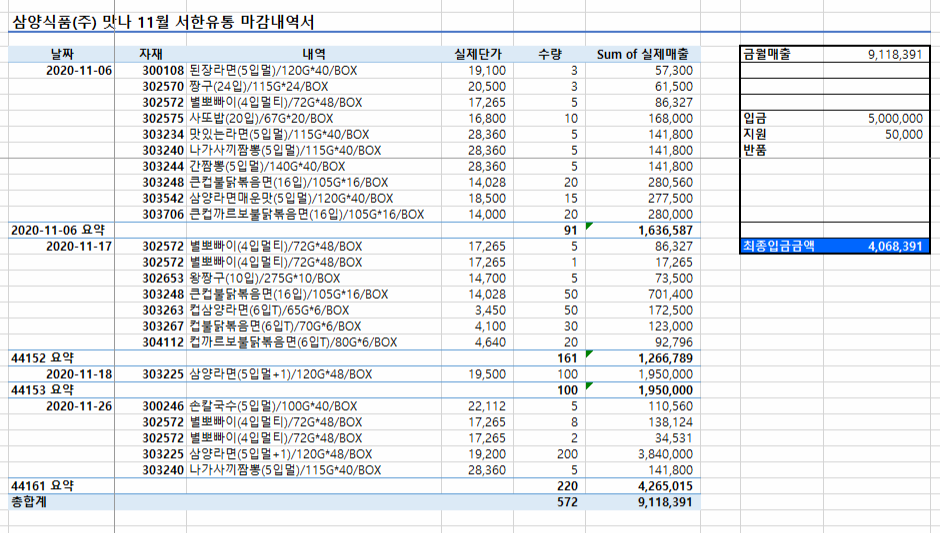 삼양식품(주) 맛나 11월 서한유통 마감내역서
날짜 자재 내역 실제단가 수량 Sum of 실제매출 금월매출 9,118,391
2020-11-06 300108 된장라면(5입멀)/120G*40/BOX 19,100 3 57,300
302570 짱구(24입)/115G*24/BOX 20,500 3 61,500
302572 별뽀빠이(4입멀티)/72G*48/BOX 17,265 5 86,327
302575 사또밥(20입)/67G*20/BOX 16,800 10 168,000 입금 5,000,000
303234 맛있는라면(5입멀)/115G*40/BOX 28,360 5 141,800 지원 50,000
303240 나가사끼짬뽕(5입멀)/115G*40/BOX 28,360 5 141,800 반품
303244 간짬뽕(5입멀)/140G*40/BOX 28,360 5 141,800
303248 큰컵불닭볶음면(16입)/105G*16/BOX 14,028 20 280,560
303542 삼양라면매운맛(5입멀)/120G*40/BOX 18,500 15 277,500
303706 큰컵까르보불닭볶음면(16입)/105G*16/BOX 14,000 20 280,000
2020-11-06 요약 91 1,636,587
2020-11-17 302572 별뽀빠이(4입멀티)/72G*48/BOX 17,265 5 86,327 최종입금금액 4,068,391
302572 별뽀빠이(4입멀티)/72G*48/BOX 17,265 1 17,265
302653 왕짱구(10입)/275G*10/BOX 14,700 5 73,500
303248 큰컵불닭볶음면(16입)/105G*16/BOX 14,028 50 701,400
303263 컵삼양라면(6입T)/65G*6/BOX 3,450 50 172,500
303267 컵불닭볶음면(6입T)/70G*6/BOX 4,100 30 123,000
304112 컵까르보불닭볶음면(6입T)/80G*6/BOX 4,640 20 92,796
44152 요약 161 1,266,789
2020-11-18 303225 삼양라면(5입멀+1)/120G*48/BOX 19,500 100 1,950,000
44153 요약 100 1,950,000
2020-11-26 300246 손칼국수(5입멀)/100G*40/BOX 22,112 5 110,560
302572 별뽀빠이(4입멀티)/72G*48/BOX 17,265 8 138,124
302572 별뽀빠이(4입멀티)/72G*48/BOX 17,265 2 34,531
303225 삼양라면(5입멀+1)/120G*48/BOX 19,200 200 3,840,000
303240 나가사끼짬뽕(5입멀)/115G*40/BOX 28,360 5 141,800
44161 요약 220 4,265,015
총합계 572 9,118,391